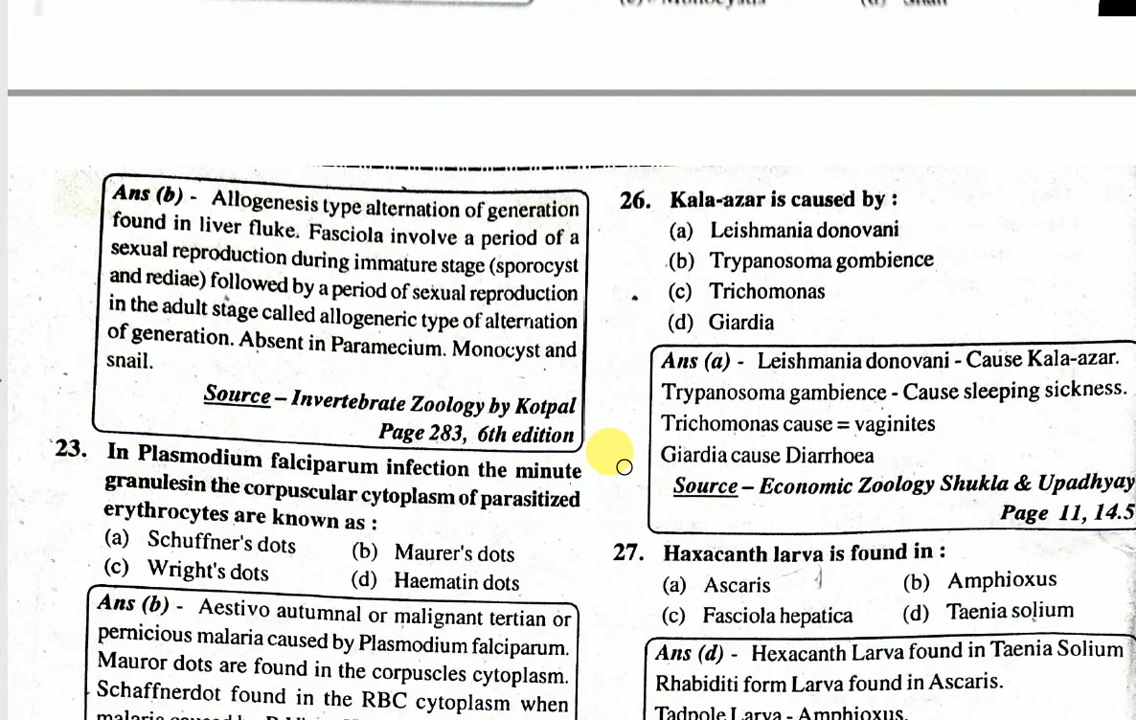 Ans (b) - Allogenesis type alternation of generation
found in liver fluke. Fasciola involve a period of a
sexual reproduction during immature stage (sporocyst
and rediae) followed by a period of sexual reproduction
in the adult stage called allogeneric type of alternation
of generation. Absent in Paramecium. Monocyst and
snail.
Source – Invertebrate Zoology by Kotpal
Page 283, 6th edition
23. In Plasmodium falciparum infection the minute
granulesin the corpuscular cytoplasm of parasitized
erythrocytes are known as :
(a) Schuffner's dots (b) Maurer's dots
(c) Wright's dots (d) Haematin dots
Ans (b) - Aestivo autumnal or malignant tertian or
pernicious malaria caused by Plasmodium falciparum.
Mauror dots are found in the corpuscles cytoplasm.
Schaffnerdot found in the RBC cytoplasm when
26. Kala-azar is caused by :
(a) Leishmania donovani
(b) Trypanosoma gombience
(c) Trichomonas
(d) Giardia
Ans (a) - Leishmania donovani - Cause Kala-azar.
Trypanosoma gambience - Cause sleeping sickness.
Trichomonas cause = vaginites
Giardia cause Diarrhoea
Source – Economic Zoology Shukla & Upadhyay
Page 11, 14.5
27. Haxacanth larva is found in :
(a) Ascaris (b) Amphioxus
(c) Fasciola hepatica (d) Taenia solium
Ans (d) - Hexacanth Larva found in Taenia Solium
Rhabiditi form Larva found in Ascaris.
Tadpole Larva - Amphioxus.